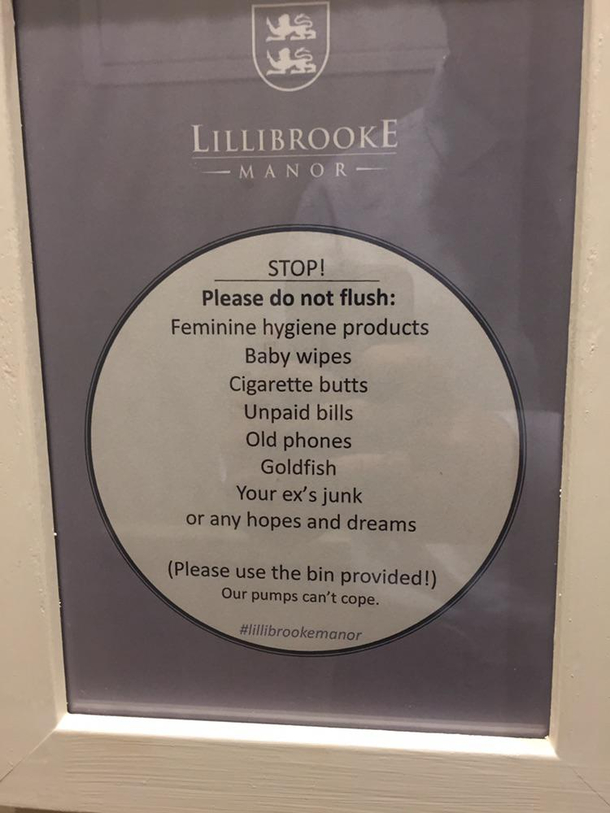 LILLIBROOKE
MANOR
STOP!
Please do not flush:
Feminine hygiene products
Baby wipes
Cigarette butts
Unpaid bills
Old phones
Goldfish
Your ex's junk
or any hopes and dreams
(Please use the bin provided!)
Our pumps can't cope.
#lillibrookemanor